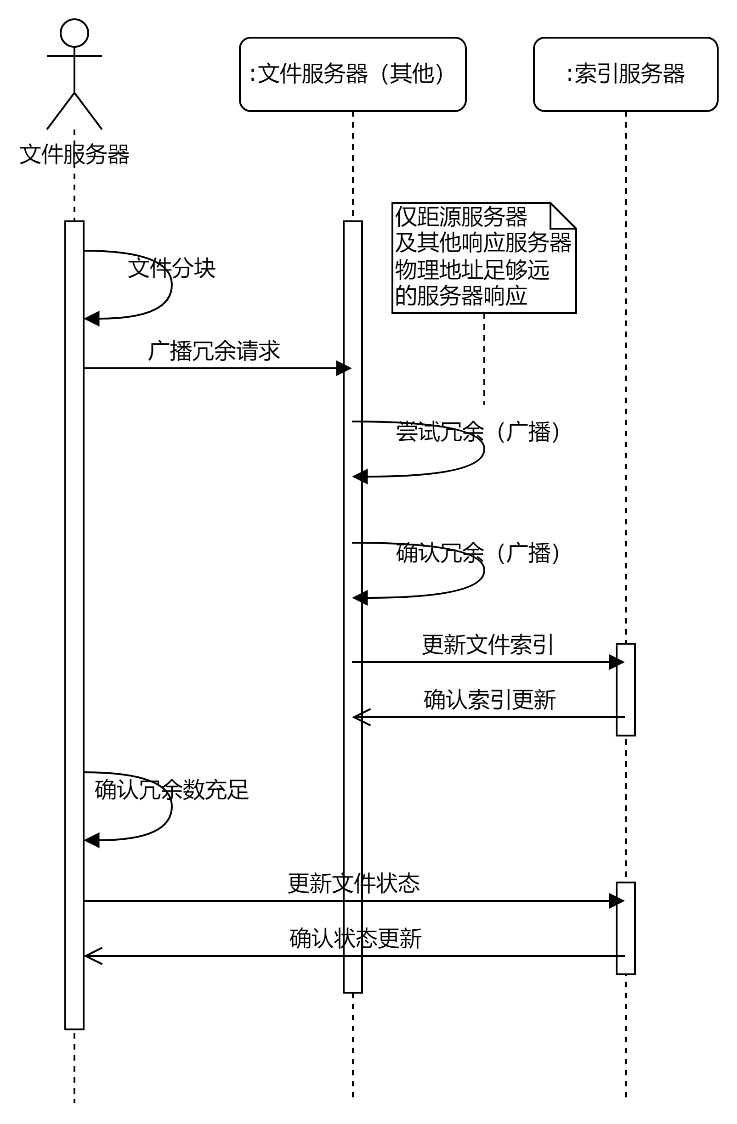 :文件服务器（其他）
:索引服务器
文件服务器
仅距源服务器
及其他响应服务器
物理地址足够远
的服务器响应
文件分块
广播冗余请求
尝试冗余（广播）
确认冗余（广播）
更新文件索引
确认索引更新
确认冗余数充足
更新文件状态
确认状态更新